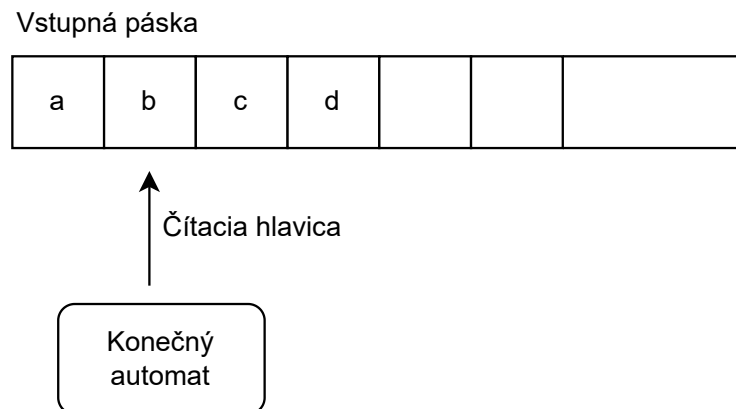 Vstupná páska
a b c d
Čítacia hlavica
Konečný
automat